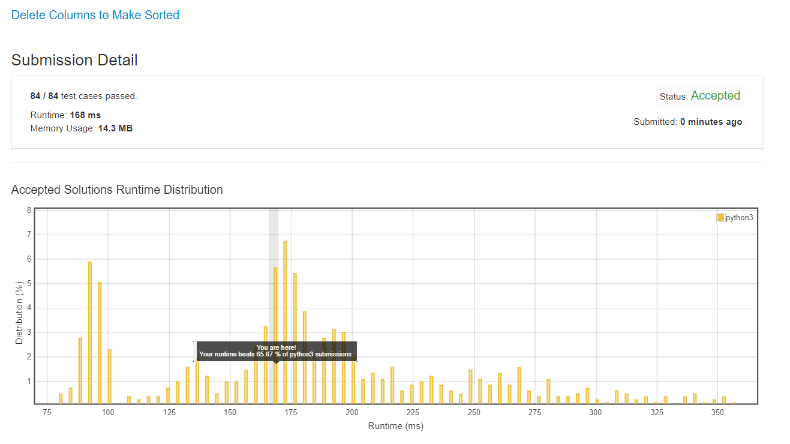 Delete Columns to Make Sorted
Submission Detail
84 / 84 test cases passed.
Status: Accepted
Runtime: 168 ms
Submitted: 0 minutes ago
Memory Usage: 14.3 MB
Accepted Solutions Runtime Distribution
8
python3
7
6
5
4
3
You are here!
Your runtime beats 65.67 % of python3 submissions.
2
1
Distribution (%)
75 100 125 150 175 200 225 250 275 300 325 350
Runtime (ms)